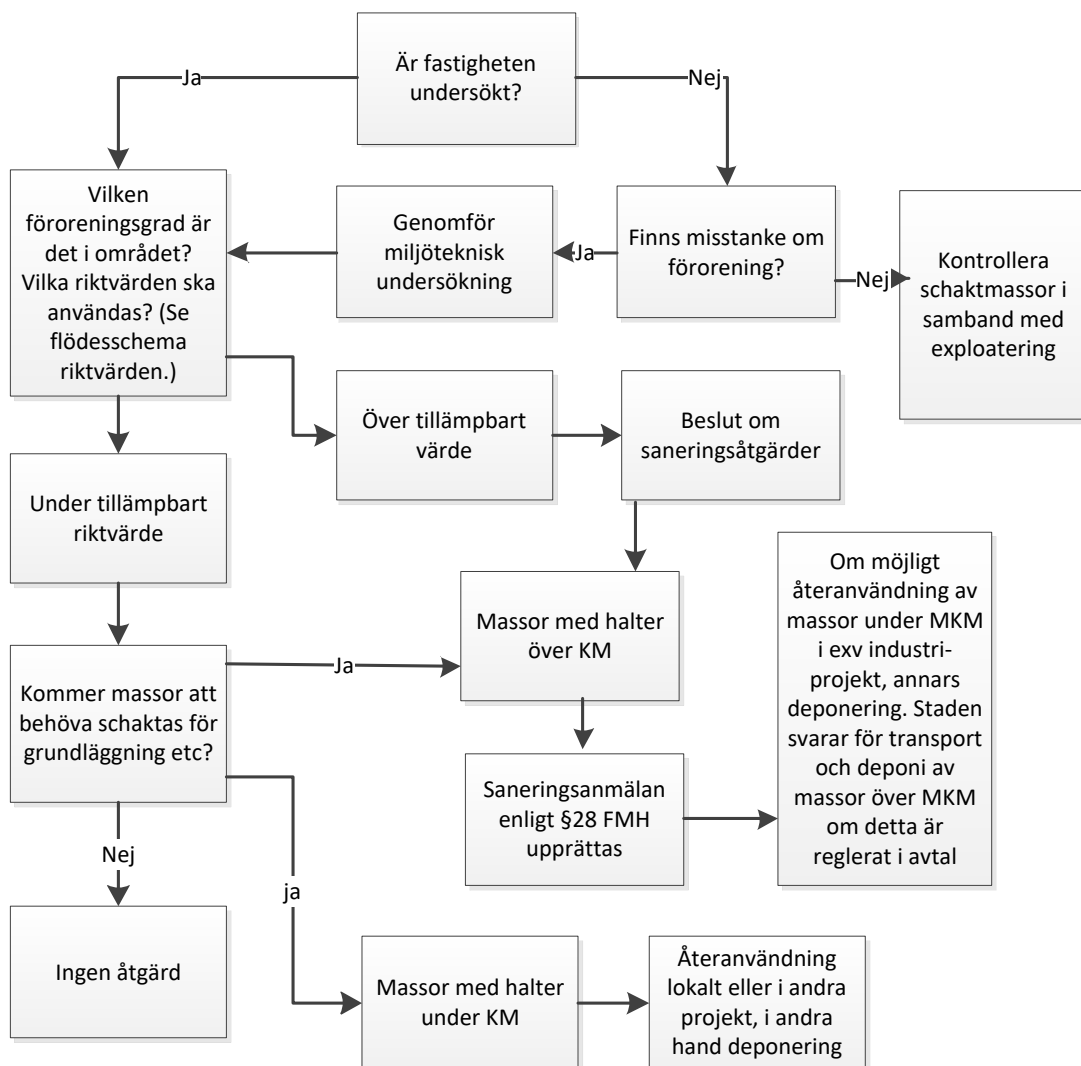 Är fastigheten
undersökt?
Ja
Nej
Vilken
föroreningsgrad är
det i området?
Vilka riktvärden ska
användas? (Se
flödesschema
riktvärden.)
Genomför
miljöteknisk
undersökning
Ja
Finns misstanke om
förorening?
Nej
Kontrollera
schaktmassor i
samband med
exploatering
Över tillämpbart
värde
Beslut om
saneringsåtgärder
Under tillämpbart
riktvärde
Massor med halter
över KM
Om möjligt
återanvändning av
massor under MKM
i exv industri-
projekt, annars
deponering. Staden
svarar för transport
och deponi av
massor över MKM
om detta är
reglerat i avtal
Kommer massor att
behöva schaktas för
grundläggning etc?
Ja
Saneringsanmälan
enligt §28 FMH
upprättas
Nej
ja
Ingen åtgärd
Massor med halter
under KM
Återanvändning
lokalt eller i andra
projekt, i andra
hand deponering